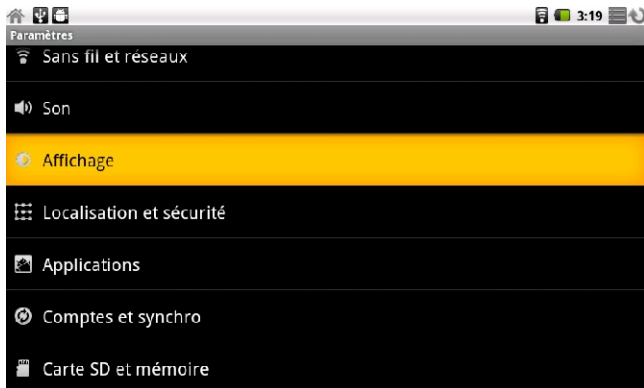 3:19
Paramètres
Sans fil et réseaux
Son
Affichage
Localisation et sécurité
Applications
Comptes et synchro
Carte SD et mémoire